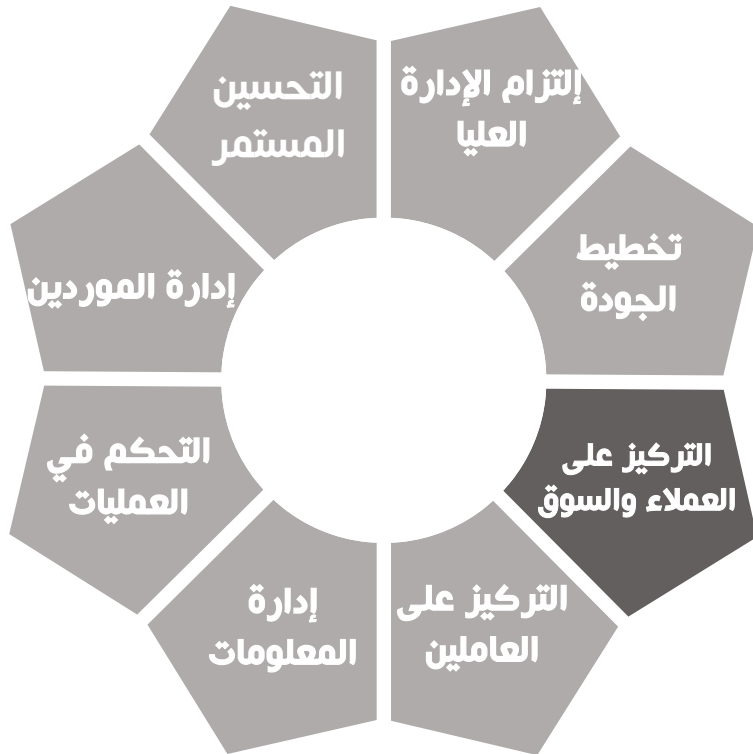 إلتزام الإدارة
العليا
تخطيط
الجودة
التركيز على
العملاء والسوق
التركيز على
العاملين
إدارة
المعلومات
التحكم في
العمليات
إدارة الموردين
التحسين
المستمر